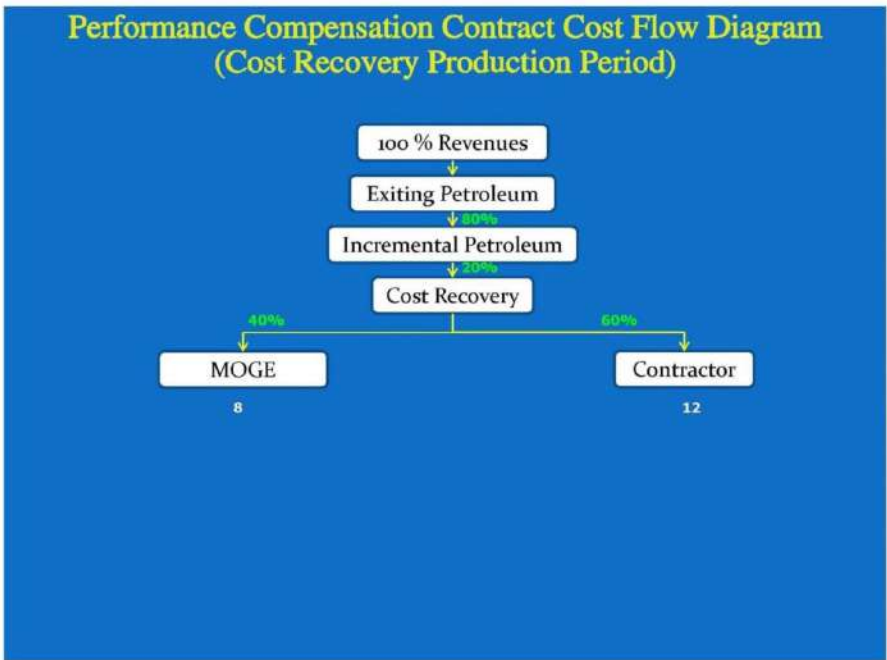 Performance Compensation Contract Cost Flow Diagram
(Cost Recovery Production Period)
100 % Revenues
Exiting Petroleum
80%
Incremental Petroleum
20%
Cost Recovery
40%
60%
MOGE
Contractor
8
12